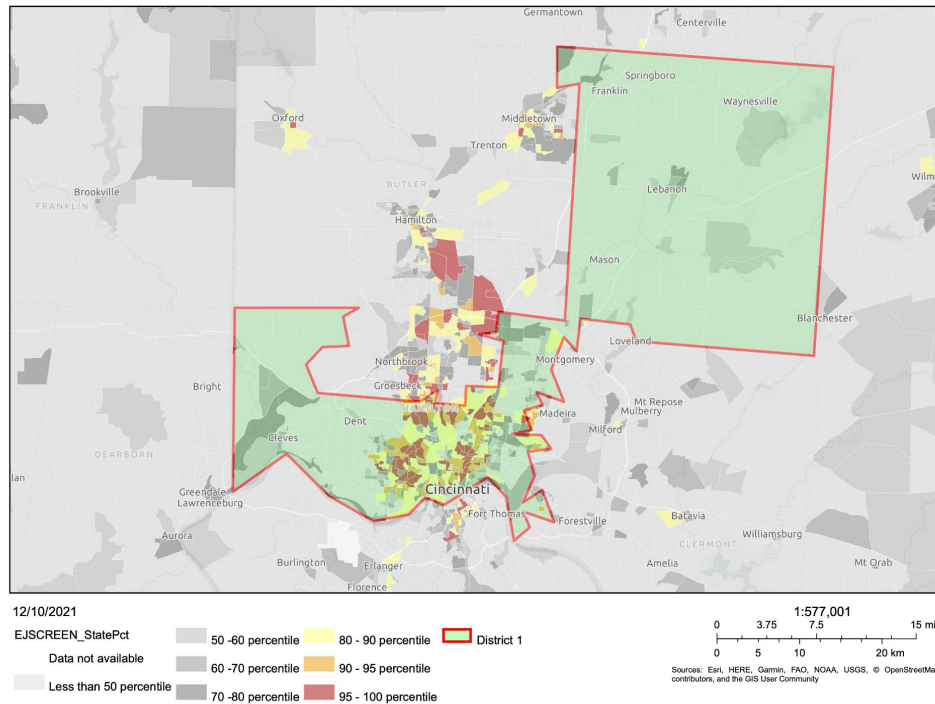 Germantown
Centerville
Springboro
Franklin
Waynesville
Oxford
Middletown
Trenton
Lebanon
BUTLER
Brookville
FRANKLIN
Wilm
Hamilton
Mason
Blanchester
Loveland
Montgomery
Northbrook
Bright
Groesbeck
HAMILTON
Mt Repose
Mulberry
Madeira
Dent
Milford
Cleves
DEARBORN
lan
Cincinnati
Greendale
Lawrenceburg
Fort Thomas
Forestville
Batavia
Aurora
Williamsburg
CLERMONT
Burlington
Erlanger
Amelia
Mt Orab
Florence
12/10/2021
1:577,001
EJSCREEN_StatePct
Data not available
Less than 50 percentile
50 -60 percentile
60 -70 percentile
70 - 80 percentile
80 - 90 percentile
90 - 95 percentile
95 - 100 percentile
District 1
0 3.75 7.5 15 mi
0 5 10 20 km
Sources: Esri, HERE, Garmin, FAO, NOAA, USGS, © OpenStreetMa
contributors, and the GIS User Community